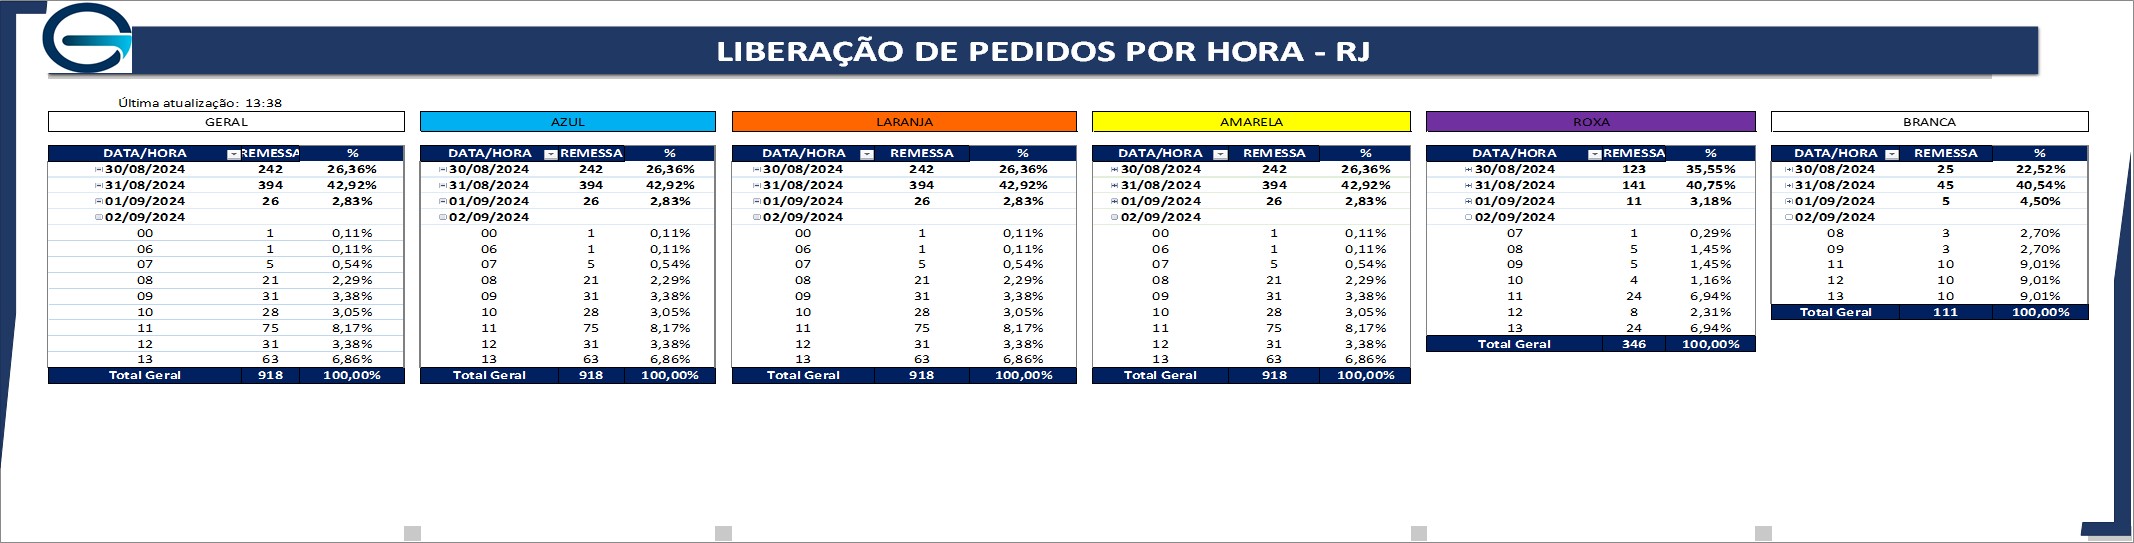 LIBERAÇÃO DE PEDIDOS POR HORA - RJ
Última atualização: 13:38
GERAL
DATA/HORA REMESSA %
30/08/2024 242 26,36%
31/08/2024 394 42,92%
01/09/2024 26 2,83%
02/09/2024
00 1 0,11%
06 1 0,11%
07 5 0,54%
08 21 2,29%
09 31 3,38%
10 28 3,05%
11 75 8,17%
12 31 3,38%
13 63 6,86%
Total Geral 918 100,00%
AZUL
DATA/HORA REMESSA %
30/08/2024 242 26,36%
31/08/2024 394 42,92%
01/09/2024 26 2,83%
02/09/2024
00 1 0,11%
06 1 0,11%
07 5 0,54%
08 21 2,29%
09 31 3,38%
10 28 3,05%
11 75 8,17%
12 31 3,38%
13 63 6,86%
Total Geral 918 100,00%
LARANJA
DATA/HORA REMESSA %
30/08/2024 242 26,36%
31/08/2024 394 42,92%
01/09/2024 26 2,83%
02/09/2024
00 1 0,11%
06 1 0,11%
07 5 0,54%
08 21 2,29%
09 31 3,38%
10 28 3,05%
11 75 8,17%
12 31 3,38%
13 63 6,86%
Total Geral 918 100,00%
AMARELA
DATA/HORA REMESSA %
30/08/2024 242 26,36%
31/08/2024 394 42,92%
01/09/2024 26 2,83%
02/09/2024
00 1 0,11%
06 1 0,11%
07 5 0,54%
08 21 2,29%
09 31 3,38%
10 28 3,05%
11 75 8,17%
12 31 3,38%
13 63 6,86%
Total Geral 918 100,00%
ROXA
DATA/HORA REMESSA %
30/08/2024 123 35,55%
31/08/2024 141 40,75%
01/09/2024 11 3,18%
02/09/2024
07 1 0,29%
08 5 1,45%
09 5 1,45%
10 4 1,16%
11 24 6,94%
12 8 2,31%
13 24 6,94%
Total Geral 346 100,00%
BRANCA
DATA/HORA REMESSA %
30/08/2024 25 22,52%
31/08/2024 45 40,54%
01/09/2024 5 4,50%
02/09/2024
08 3 2,70%
09 3 2,70%
11 10 9,01%
12 10 9,01%
13 10 9,01%
Total Geral 111 100,00%